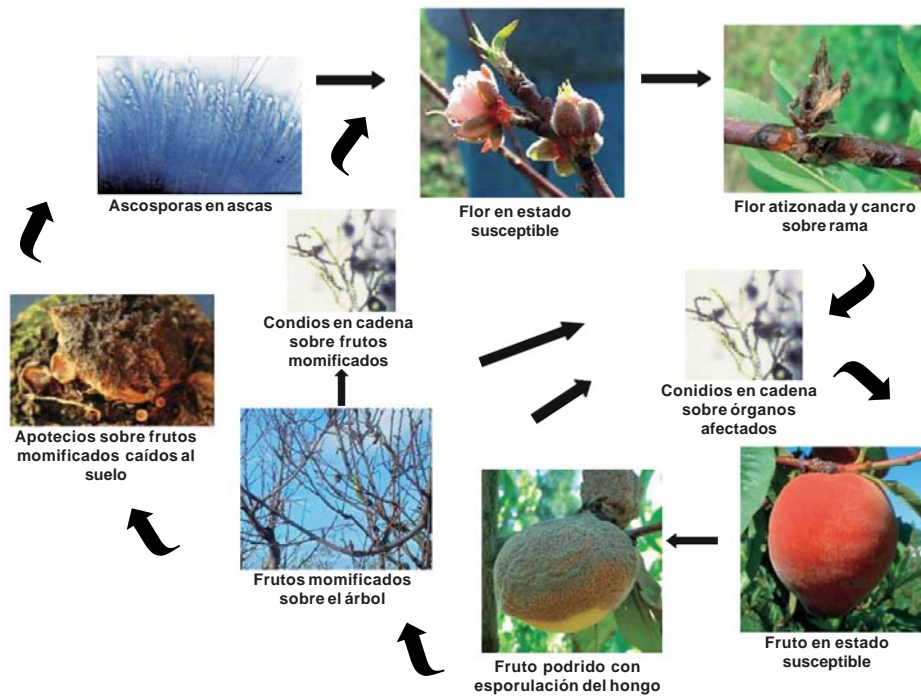 Ascosporas en ascas
Flor en estado
susceptible
Flor atizonada y cancro
sobre rama
Condios en cadena
sobre frutos
momificados
Conidios en cadena
sobre órganos
afectados
Apotecios sobre frutos
momificados caídos al
suelo
Frutos momificados
sobre el árbol
Fruto podrido con
esporulación del hongo
Fruto en estado
susceptible